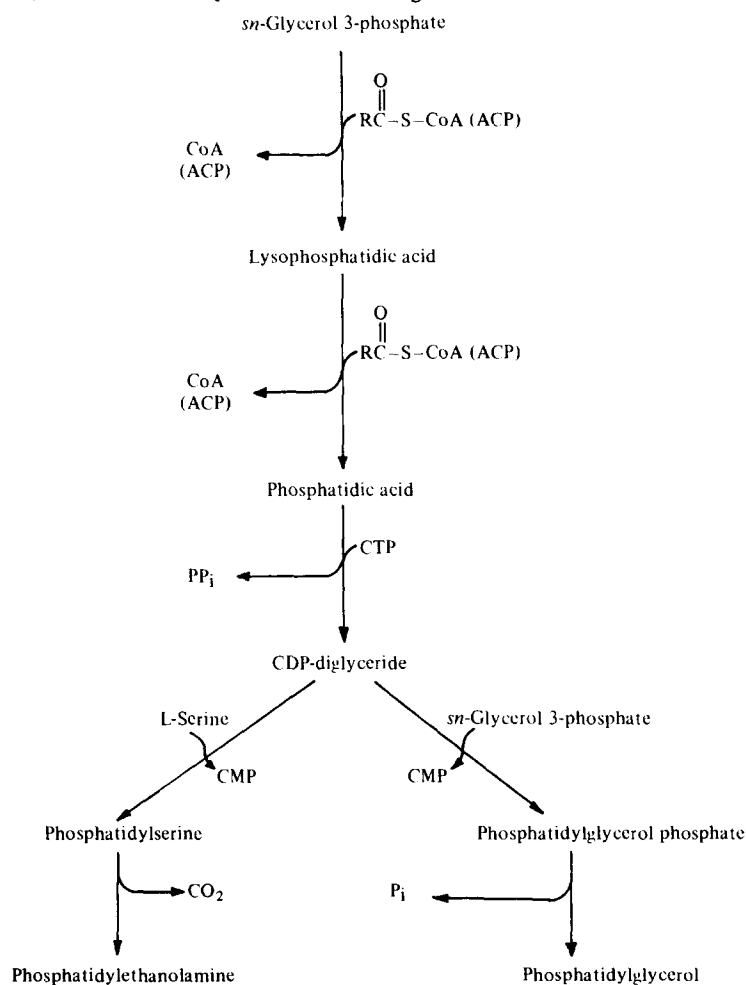 sn-Glycerol 3-phosphate
O
RC–S–CoA (ACP)
CoA
(ACP)
Lysophosphatidic acid
O
RC–S–CoA (ACP)
CoA
(ACP)
Phosphatidic acid
CTP
PPi
CDP-diglyceride
L-Serine
sn-Glycerol 3-phosphate
CMP
CMP
Phosphatidylserine
Phosphatidylglycerol phosphate
CO2
Pi
Phosphatidylethanolamine
Phosphatidylglycerol